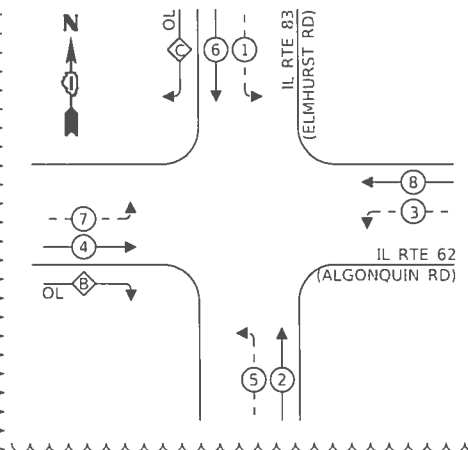 N
OL
C
6
1
IL RTE 83
(ELMHURST RD)
8
7
3
4
IL RTE 62
(ALGONQUIN RD)
OL
B
5
2